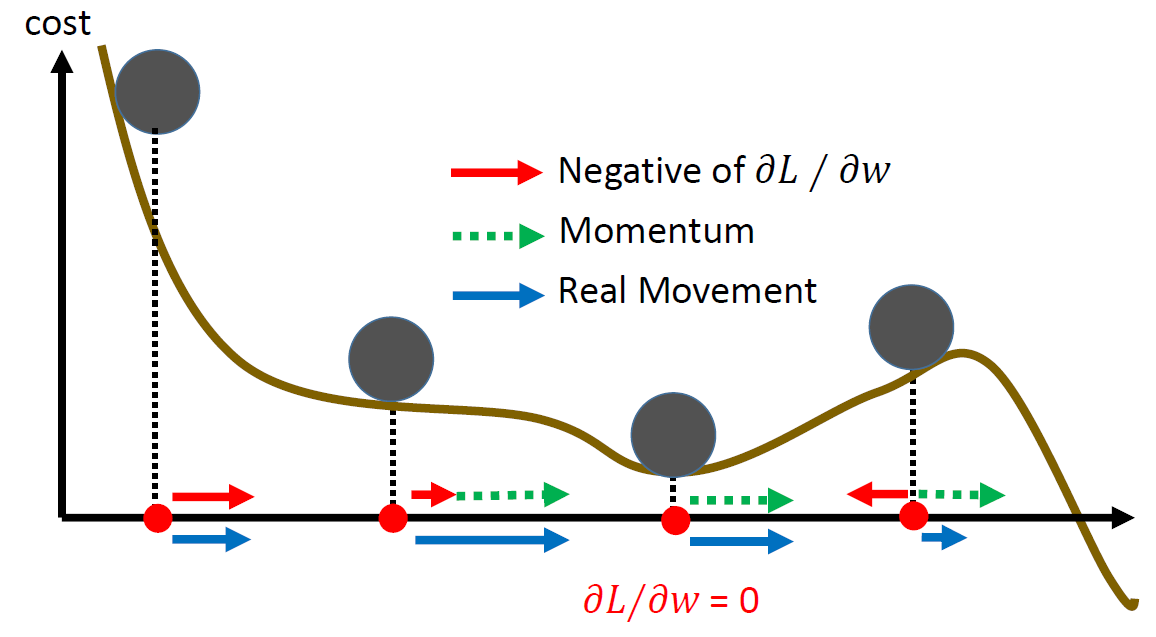 cost
Negative of ∂L / ∂w
Momentum
Real Movement
∂L/∂w = 0